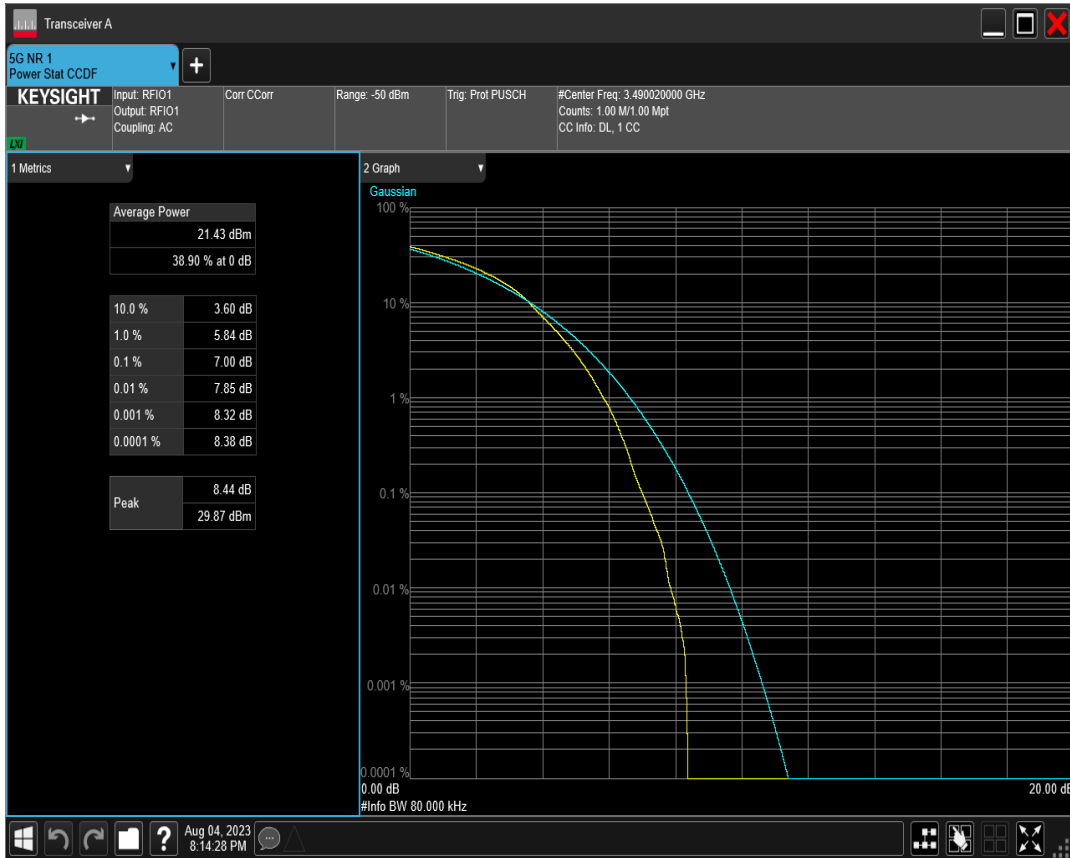 Transceiver A
5G NR 1
Power Stat CCDF
KEYSIGHT
LXI
Input: RFIO1
Output: RFIO1
Coupling: AC
Corr CCorr
Range: -50 dBm
Trig: Prot PUSCH
#Center Freq: 3.490020000 GHz
Counts: 1.00 M/1.00 Mpt
CC Info: DL, 1 CC
1 Metrics
Average Power
21.43 dBm
38.90 % at 0 dB
10.0 % 3.60 dB
1.0 % 5.84 dB
0.1 % 7.00 dB
0.01 % 7.85 dB
0.001 % 8.32 dB
0.0001 % 8.38 dB
Peak
8.44 dB
29.87 dBm
2 Graph
Gaussian
100 %
10 %
1 %
0.1 %
0.01 %
0.001 %
0.0001 %
0.00 dB
20.00 dB
#Info BW 80.000 kHz
?
Aug 04, 2023
8:14:28 PM